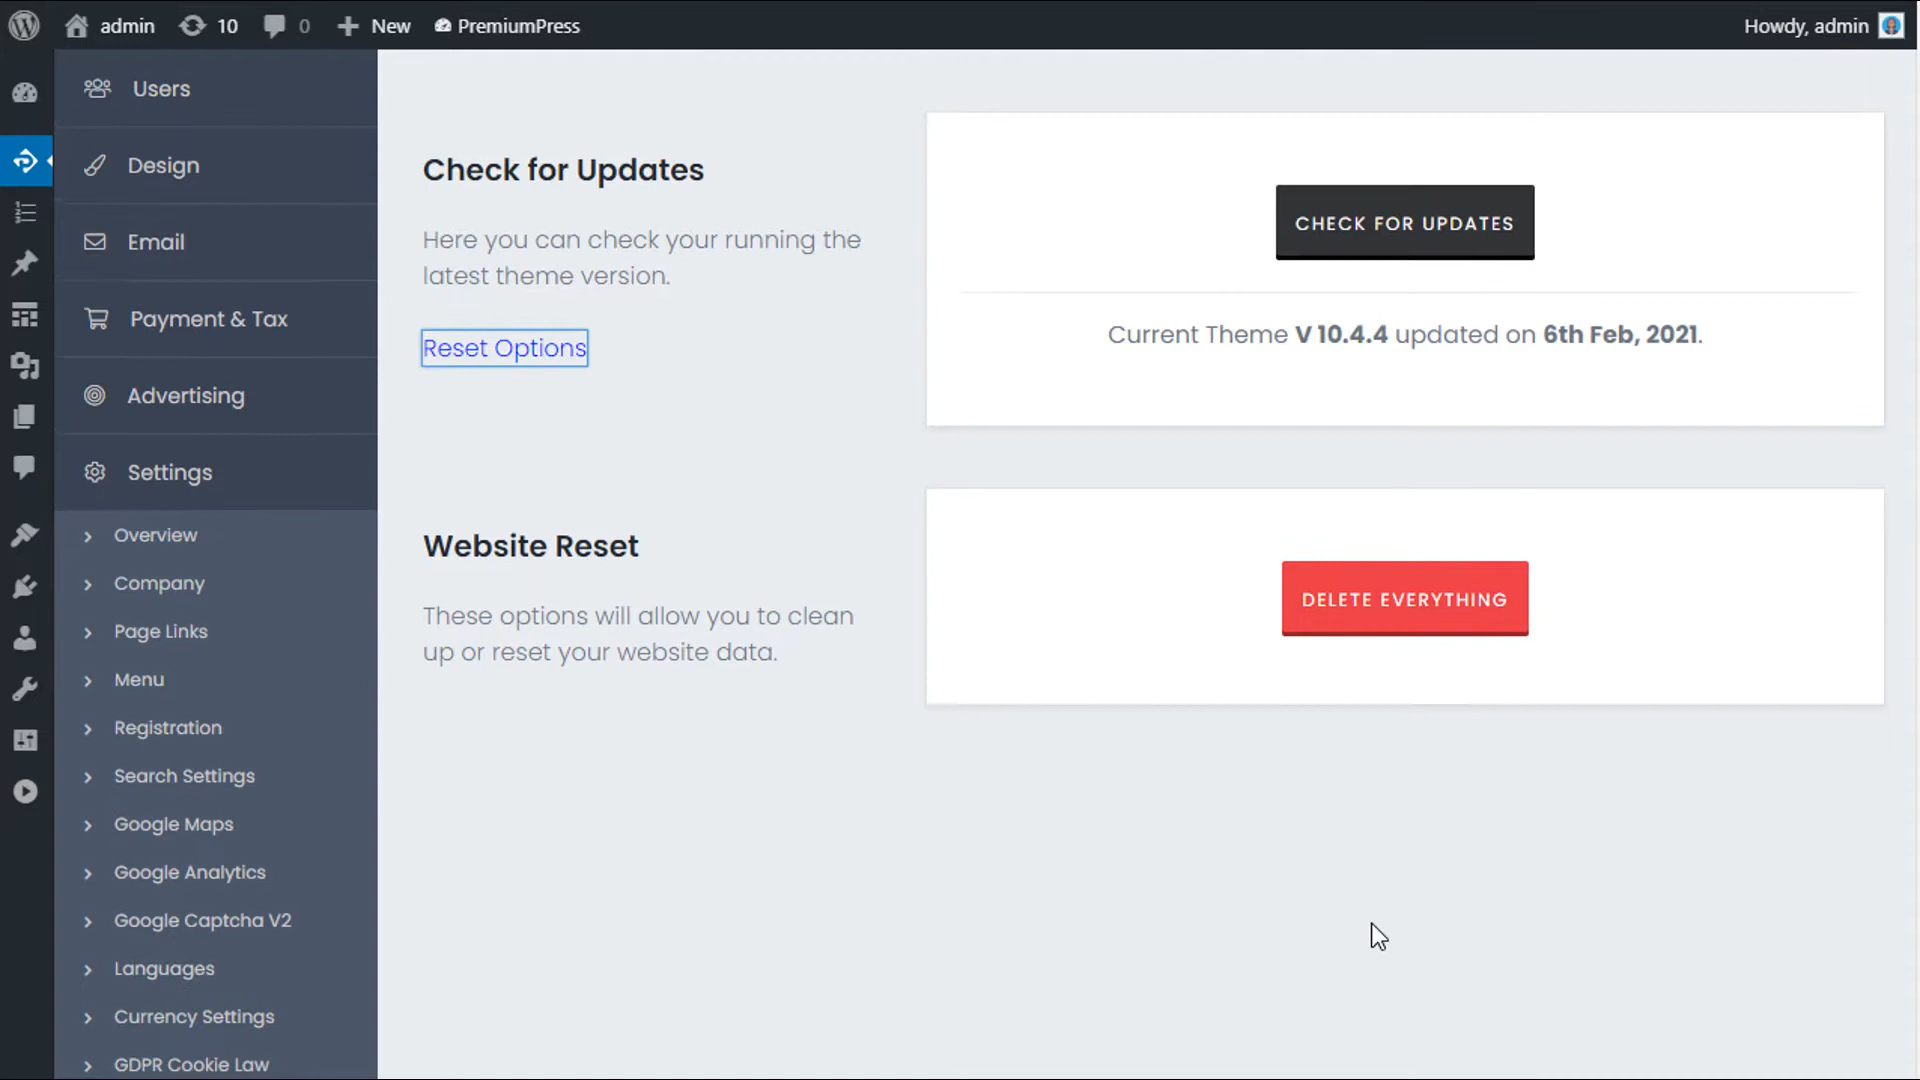 admin 10 0 New PremiumPress
Howdy, admin
Users
Design
Email
Payment & Tax
Advertising
Settings
Overview
Company
Page Links
Menu
Registration
Search Settings
Google Maps
Google Analytics
Google Captcha V2
Languages
Currency Settings
GDPR Cookie Law
Check for Updates
Here you can check your running the
latest theme version.
Reset Options
CHECK FOR UPDATES
Current Theme V 10.4.4 updated on 6th Feb, 2021.
Website Reset
These options will allow you to clean
up or reset your website data.
DELETE EVERYTHING